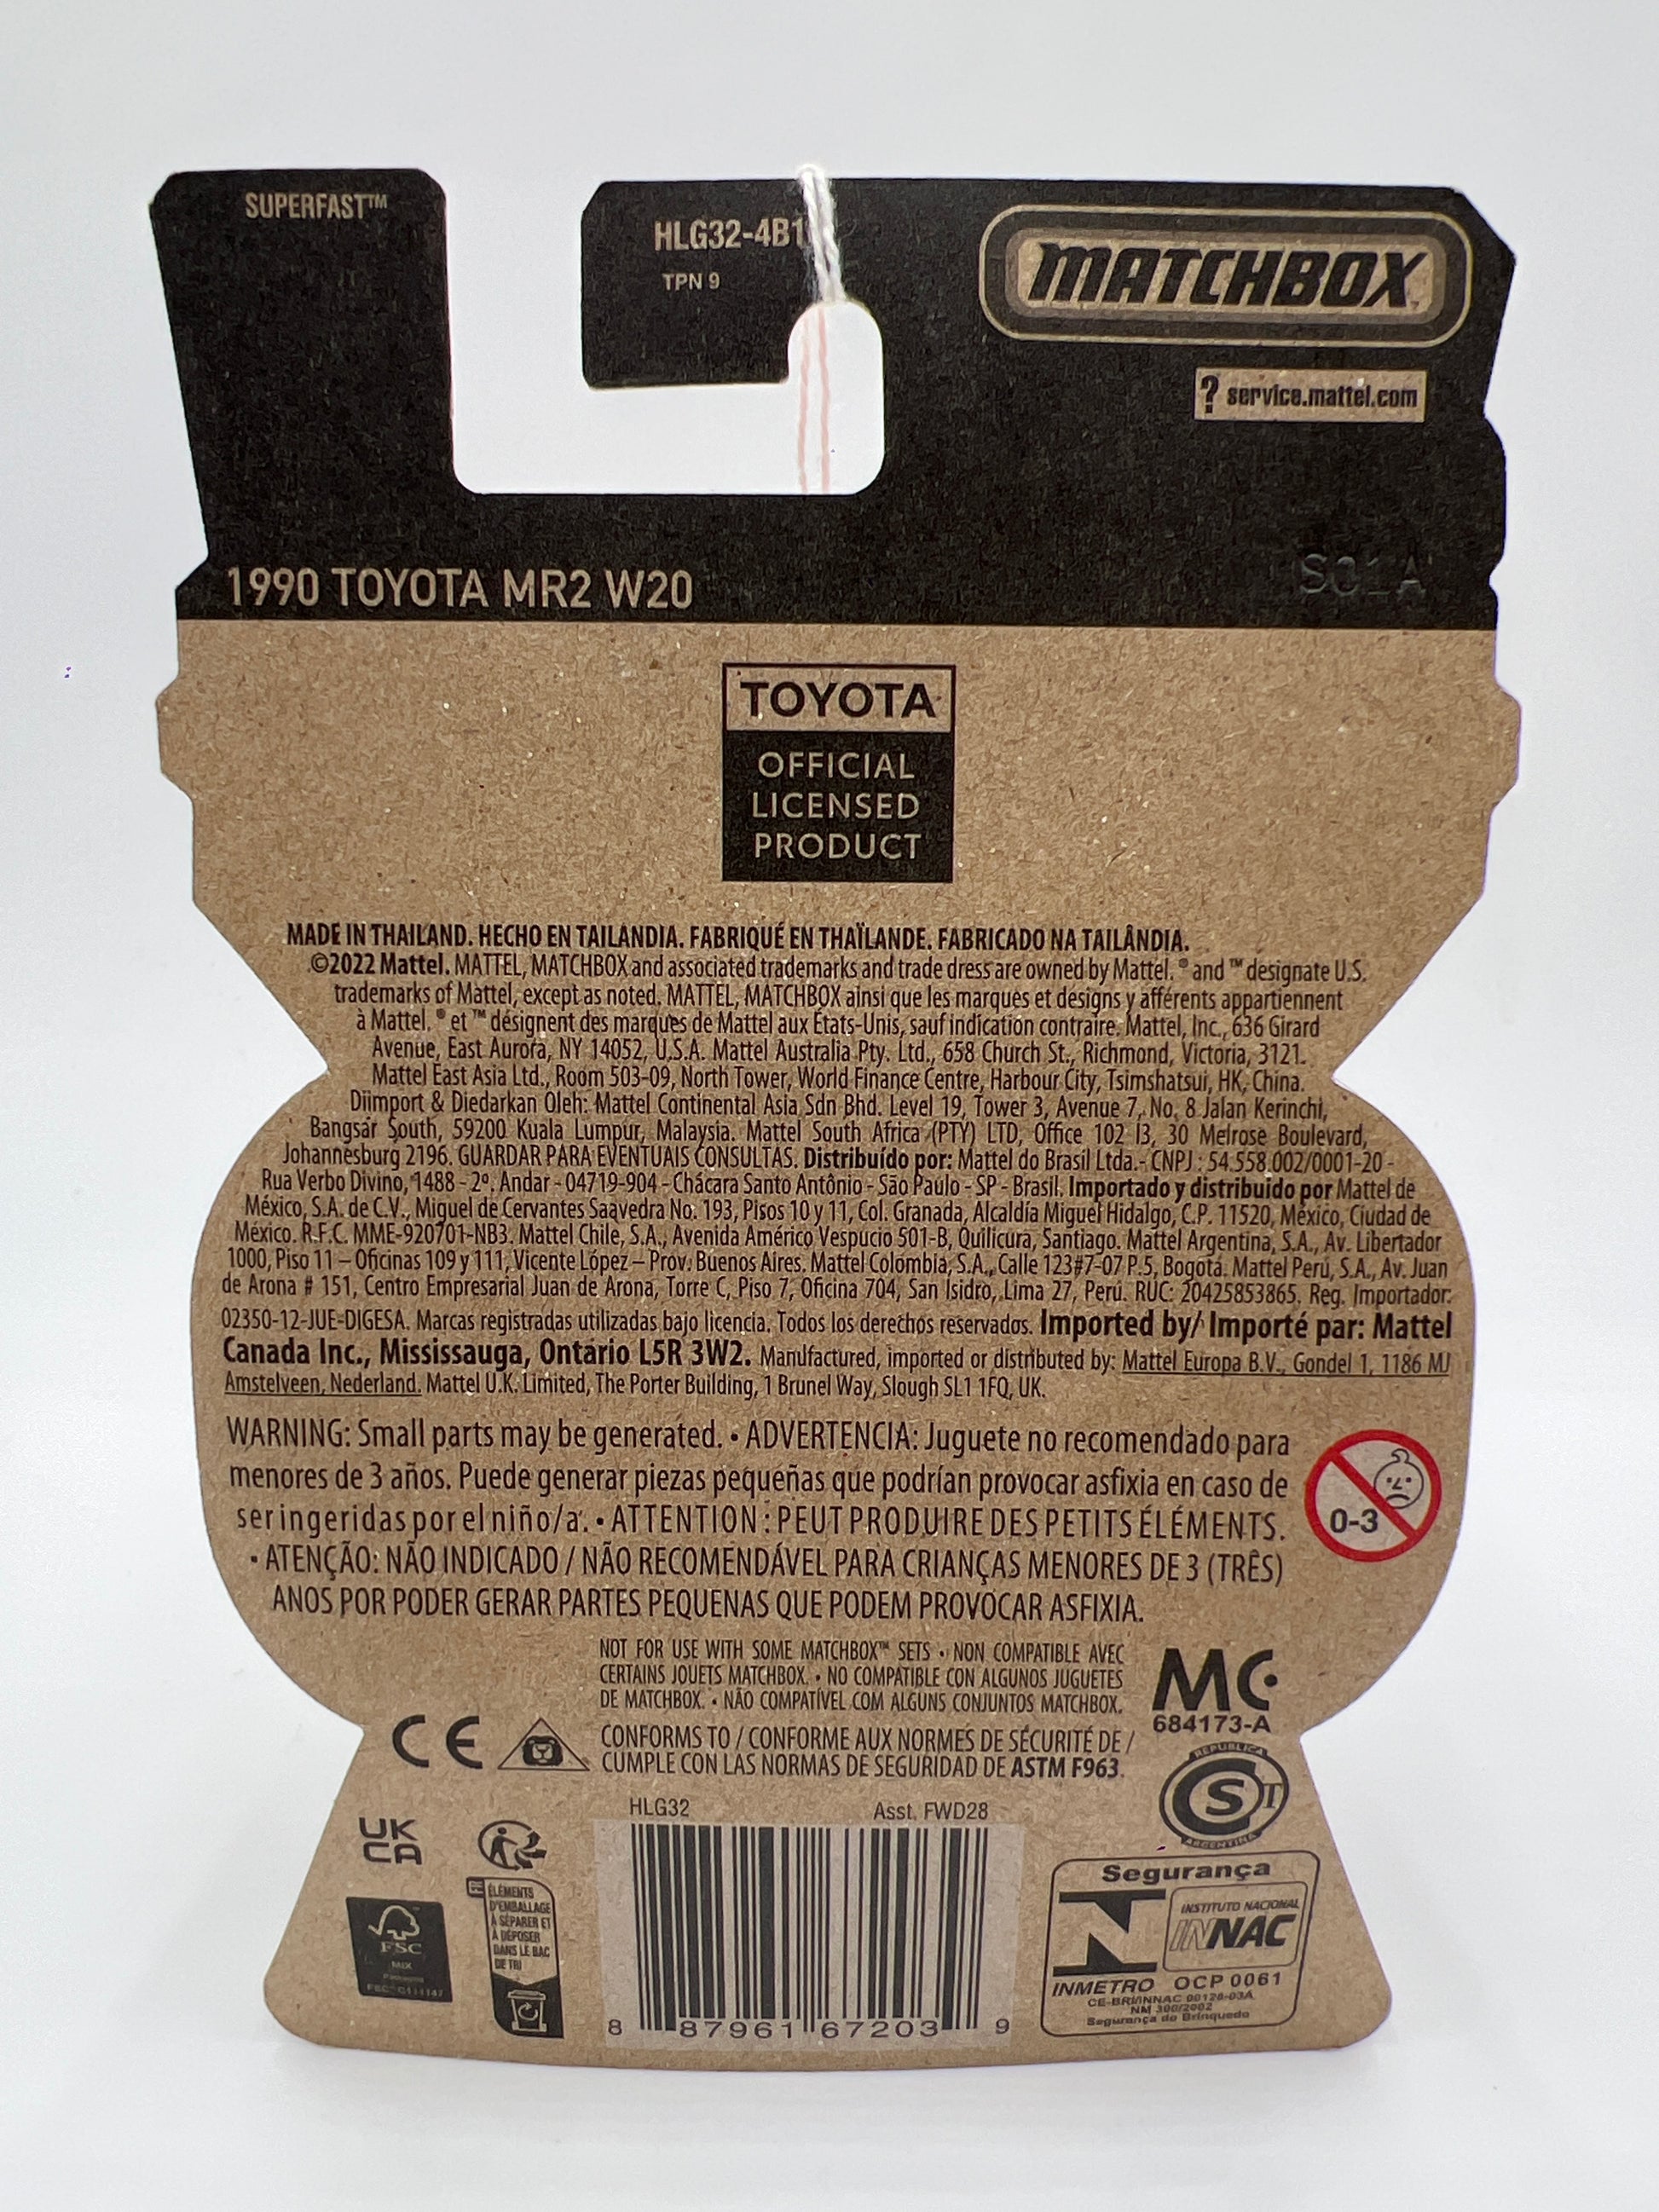 SUPERFAST™
HLG32-4B1
TPN 9
MATCHBOX
? service.mattel.com
1990 TOYOTA MR2 W20
S01A
TOYOTA
OFFICIAL
LICENSED
PRODUCT
MADE IN THAILAND. HECHO EN TAILANDIA. FABRIQUÉ EN THAÏLANDE. FABRICADO NA TAILÂNDIA.
©2022 Mattel. MATTEL, MATCHBOX and associated trademarks and trade dress are owned by Mattel. ® and ™ designate U.S.
trademarks of Mattel, except as noted. MATTEL, MATCHBOX ainsi que les marques et designs y afférents appartiennent
à Mattel. ® et ™ désignent des marques de Mattel aux États-Unis, sauf indication contraire. Mattel, Inc., 636 Girard
Avenue, East Aurora, NY 14052, U.S.A. Mattel Australia Pty. Ltd., 658 Church St., Richmond, Victoria, 3121.
Mattel East Asia Ltd., Room 503-09, North Tower, World Finance Centre, Harbour City, Tsimshatsui, HK, China.
Diimport & Diedarkan Oleh: Mattel Continental Asia Sdn Bhd. Level 19, Tower 3, Avenue 7, No. 8 Jalan Kerinchi,
Bangsar South, 59200 Kuala Lumpur, Malaysia. Mattel South Africa (PTY) LTD, Office 102 I3, 30 Melrose Boulevard,
Johannesburg 2196. GUARDAR PARA EVENTUAIS CONSULTAS. Distribuído por: Mattel do Brasil Ltda.- CNPJ : 54.558.002/0001-20 -
Rua Verbo Divino, 1488 - 2º. Andar - 04719-904 - Chácara Santo Antônio - São Paulo - SP - Brasil. Importado y distribuido por Mattel de
México, S.A. de C.V., Miguel de Cervantes Saavedra No. 193, Pisos 10 y 11, Col. Granada, Alcaldía Miguel Hidalgo, C.P. 11520, México, Ciudad de
México. R.F.C. MME-920701-NB3. Mattel Chile, S.A., Avenida Américo Vespucio 501-B, Quilicura, Santiago. Mattel Argentina, S.A., Av. Libertador
1000, Piso 11 – Oficinas 109 y 111, Vicente López – Prov. Buenos Aires. Mattel Colombia, S.A., Calle 123#7-07 P.5, Bogotá. Mattel Perú, S.A., Av. Juan
de Arona # 151, Centro Empresarial Juan de Arona, Torre C, Piso 7, Oficina 704, San Isidro, Lima 27, Perú. RUC: 20425853865. Reg. Importador:
02350-12-JUE-DIGESA. Marcas registradas utilizadas bajo licencia. Todos los derechos reservados. Imported by/ Importé par: Mattel
Canada Inc., Mississauga, Ontario L5R 3W2. Manufactured, imported or distributed by: Mattel Europa B.V., Gondel 1, 1186 MJ
Amstelveen, Nederland. Mattel U.K. Limited, The Porter Building, 1 Brunel Way, Slough SL1 1FQ, UK.
WARNING: Small parts may be generated. • ADVERTENCIA: Juguete no recomendado para
menores de 3 años. Puede generar piezas pequeñas que podrían provocar asfixia en caso de
ser ingeridas por el niño/a. • ATTENTION : PEUT PRODUIRE DES PETITS ÉLÉMENTS.
• ATENÇÃO: NÃO INDICADO / NÃO RECOMENDÁVEL PARA CRIANÇAS MENORES DE 3 (TRÊS)
ANOS POR PODER GERAR PARTES PEQUENAS QUE PODEM PROVOCAR ASFIXIA.
0-3
NOT FOR USE WITH SOME MATCHBOX™ SETS • NON COMPATIBLE AVEC
CERTAINS JOUETS MATCHBOX. • NO COMPATIBLE CON ALGUNOS JUGUETES
DE MATCHBOX. • NÃO COMPATÍVEL COM ALGUNS CONJUNTOS MATCHBOX.
CONFORMS TO / CONFORME AUX NORMES DE SÉCURITÉ DE /
CUMPLE CON LAS NORMAS DE SEGURIDAD DE ASTM F963.
CE
MC
684173-A
REPUBLICA
S T
ARGENTINA
UK
CA
FSC
MIX
Packaging
FR
ÉLÉMENTS
D'EMBALLAGE
À SÉPARER ET
À DÉPOSER
DANS LE BAC
DE TRI
HLG32
Asst. FWD28
8 87961 67203 9
Segurança
INSTITUTO NACIONAL
INNAC
INMETRO OCP 0061
CE-BRI/INNAC 00126-03A
NM 300/2002
Segurança do Brinquedo